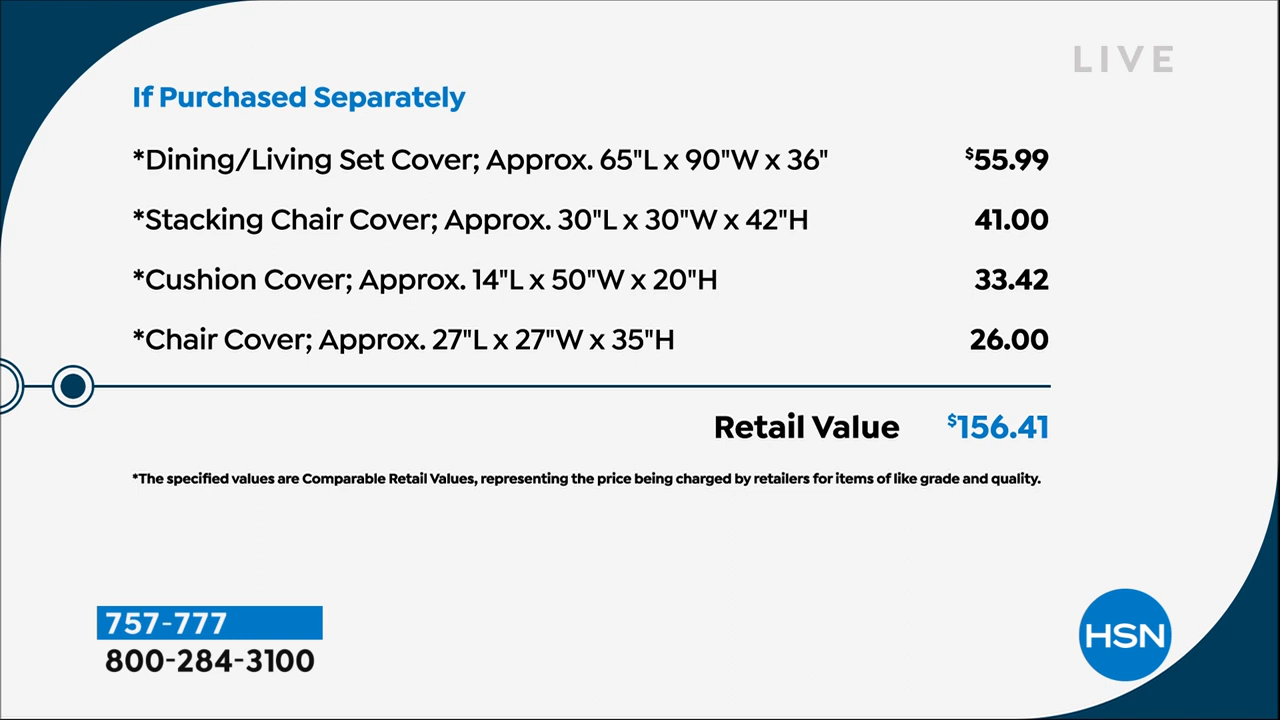 LIVE
If Purchased Separately
*Dining/Living Set Cover; Approx. 65"L x 90"W x 36" $55.99
*Stacking Chair Cover; Approx. 30"L x 30"W x 42"H 41.00
*Cushion Cover; Approx. 14"L x 50"W x 20"H 33.42
*Chair Cover; Approx. 27"L x 27"W x 35"H 26.00
Retail Value $156.41
*The specified values are Comparable Retail Values, representing the price being charged by retailers for items of like grade and quality.
757-777
800-284-3100
HSN